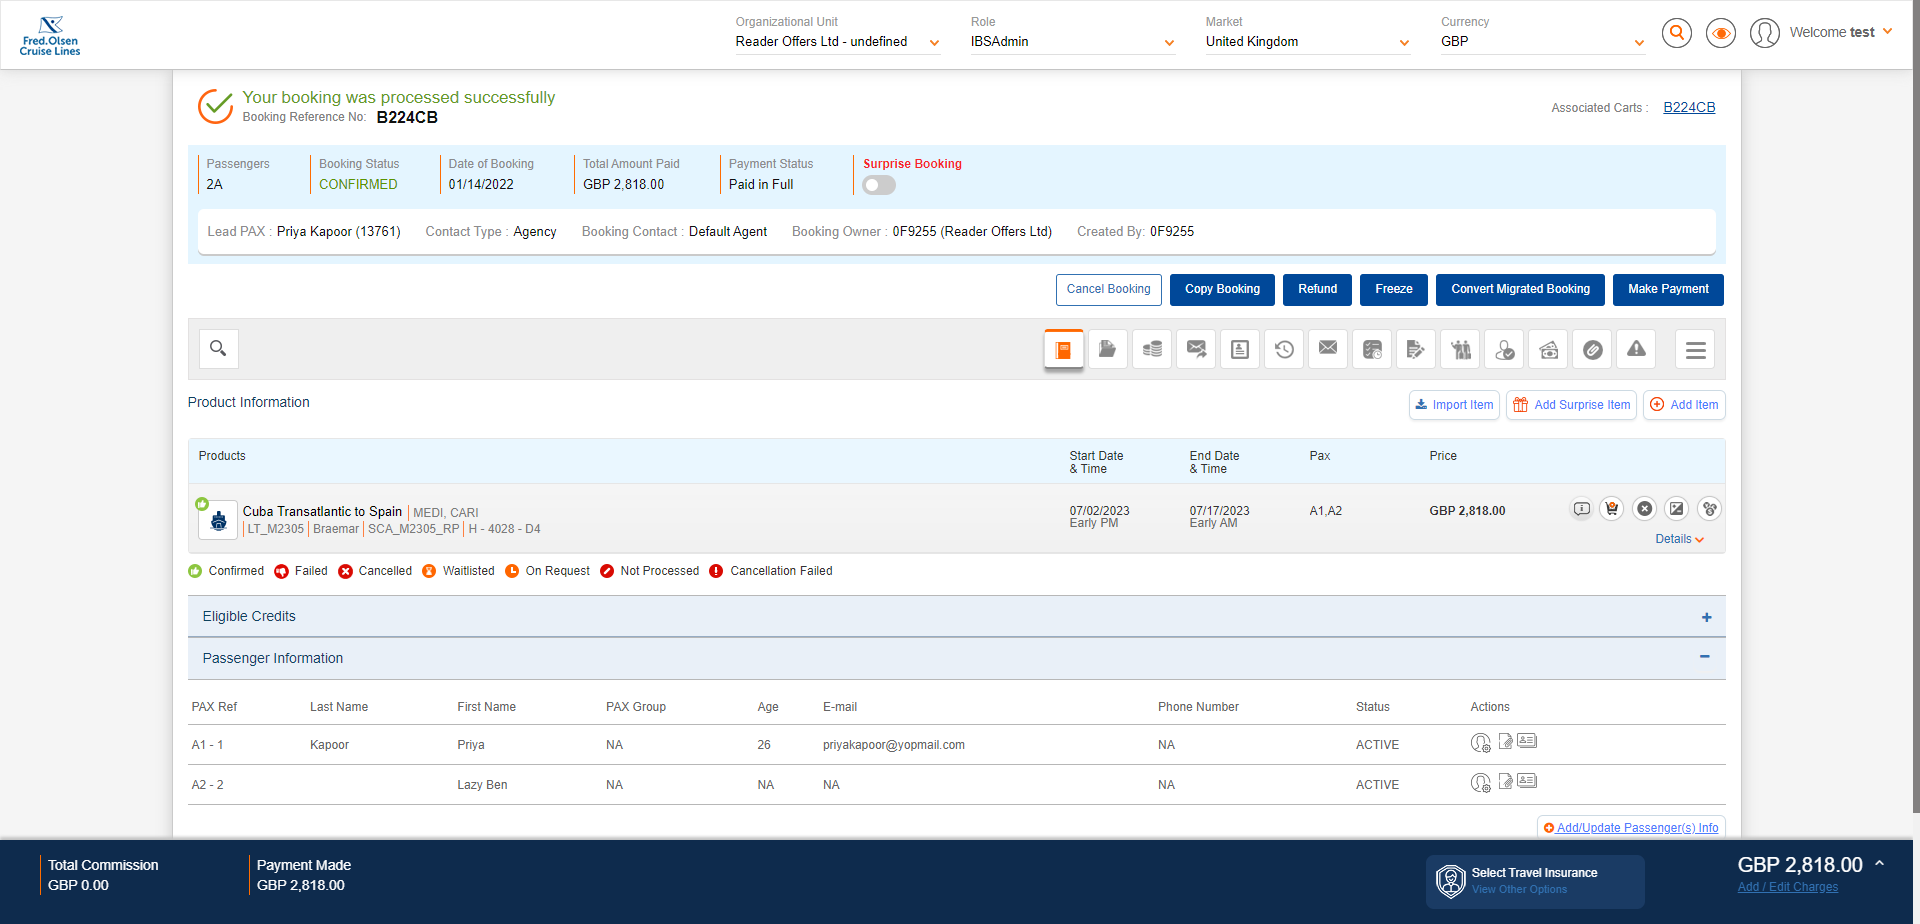 Fred.Olsen
Cruise Lines
Organizational Unit
Reader Offers Ltd - undefined
Role
IBSAdmin
Market
United Kingdom
Currency
GBP
Welcome test
Your booking was processed successfully
Booking Reference No: B224CB
Associated Carts : B224CB
Passengers
2A
Booking Status
CONFIRMED
Date of Booking
01/14/2022
Total Amount Paid
GBP 2,818.00
Payment Status
Paid in Full
Surprise Booking
Lead PAX : Priya Kapoor (13761) Contact Type : Agency Booking Contact : Default Agent Booking Owner : 0F9255 (Reader Offers Ltd) Created By: 0F9255
Cancel Booking Copy Booking Refund Freeze Convert Migrated Booking Make Payment
Product Information
Import Item Add Surprise Item Add Item
Products
Start Date
& Time
End Date
& Time
Pax
Price
Cuba Transatlantic to Spain MEDI, CARI
LT_M2305 Braemar SCA_M2305_RP H - 4028 - D4
07/02/2023
Early PM
07/17/2023
Early AM
A1,A2
GBP 2,818.00
Details
Confirmed Failed Cancelled Waitlisted On Request Not Processed Cancellation Failed
Eligible Credits
Passenger Information
PAX Ref Last Name First Name PAX Group Age E-mail Phone Number Status Actions
A1 - 1 Kapoor Priya NA 26 priyakapoor@yopmail.com NA ACTIVE
A2 - 2 Lazy Ben NA NA NA NA ACTIVE
Add/Update Passenger(s) Info
Total Commission
GBP 0.00
Payment Made
GBP 2,818.00
Select Travel Insurance
View Other Options
GBP 2,818.00
Add / Edit Charges